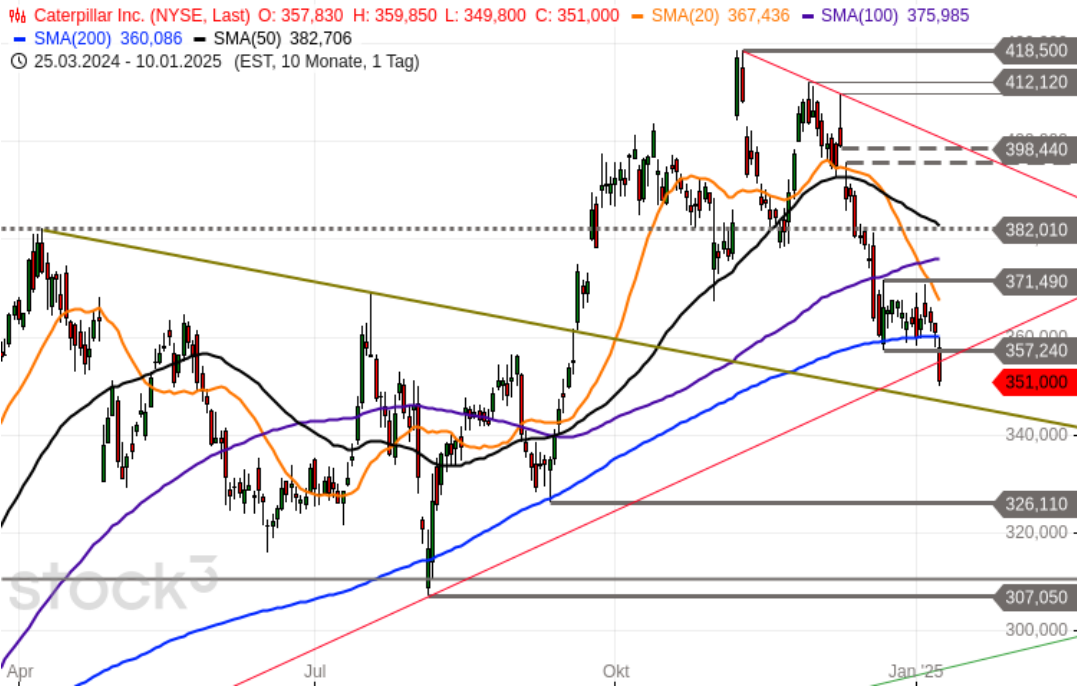 Caterpillar Inc. (NYSE, Last) O: 357,830 H: 359,850 L: 349,800 C: 351,000 SMA(20) 367,436 SMA(100) 375,985
SMA(200) 360,086 SMA(50) 382,706
25.03.2024 - 10.01.2025 (EST, 10 Monate, 1 Tag)
418,500
412,120
398,440
382,010
371,490
357,240
351,000
340,000
326,110
320,000
307,050
300,000
stock3
Apr Jul Okt Jan '25